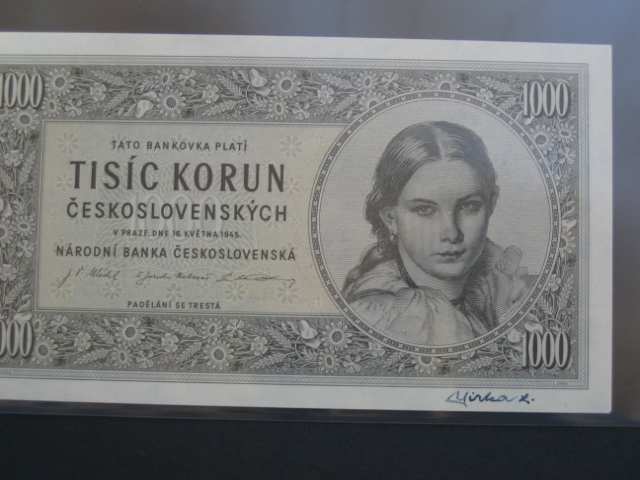 1000
1000
TATO BANKOVKA PLATÍ
TISÍC KORUN
ČESKOSLOVENSKÝCH
V PRAZE, DNE 16. KVĚTNA 1945.
NÁRODNÍ BANKA ČESKOSLOVENSKÁ
PADĚLÁNÍ SE TRESTÁ
000
1000